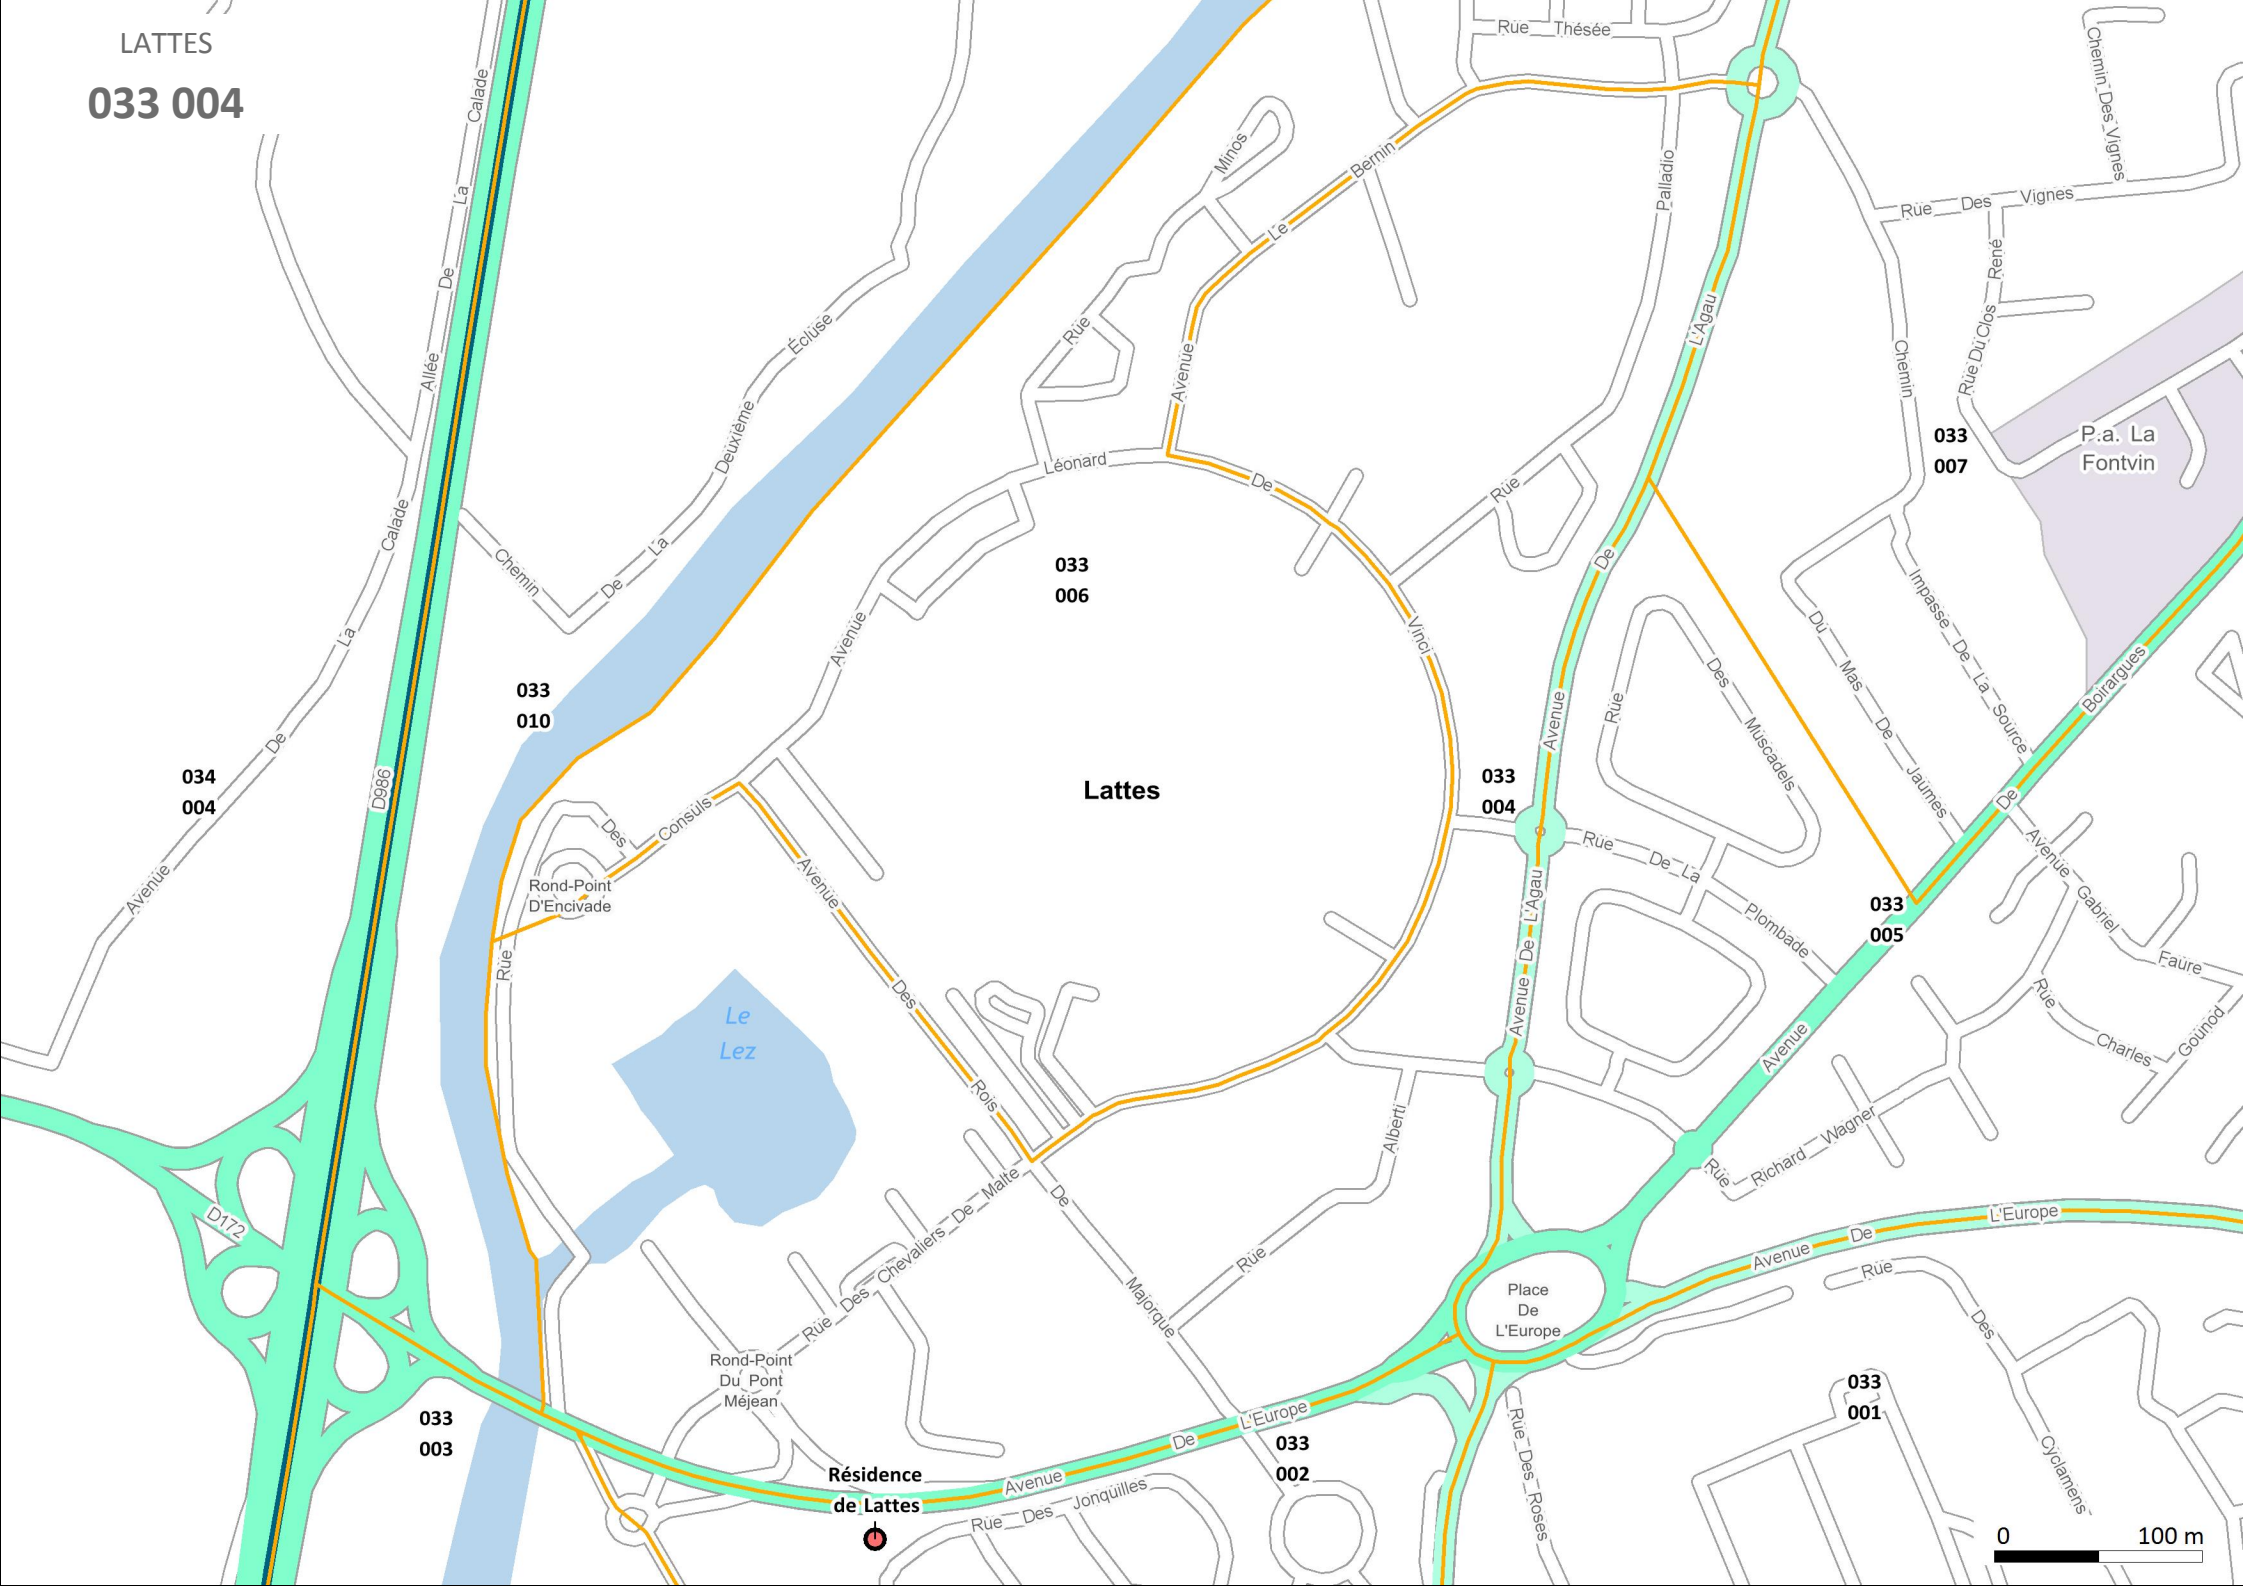 LATTES
033 004
Rue Thésée
Chemin Des Vignes
Allée De La Calade
Minos
Bernin
Palladio
Rue Des Vignes
René
Le
Écluse
Rue
L'Agau
Rue Du Clos
Avenue
Chemin
033
007
P.a. La
Fontvin
Deuxième
Léonard
De
Rue
Calade
La
De
Chemin
033
006
De
Impasse De La Source
Avenue
Vinci
Du Mas De Jaumes
La
De
Rue
Des
Muscadels
Boirargues
033
010
Avenue
034
004
D986
Lattes
033
004
De
Consuls
Des
Rue De La
Plombade
Avenue
Avenue
Rond-Point
D'Encivade
033
005
Avenue Gabriel
Faure
Avenue De L'Agau
Rue
Des
Le
Lez
Rue Charles
Gounod
Avenue
Rois
Alberti
Rue Richard Wagner
D172
De
Malte
De
Chevaliers
Des
Rue
Rue
Majorque
Avenue De L'Europe
Rue Des Cyclamens
Place
De
L'Europe
Rond-Point
Du Pont
Méjean
033
001
033
003
Avenue De L'Europe
033
002
Résidence
de Lattes
Rue Des Jonquilles
Rue Des Roses
0 100 m